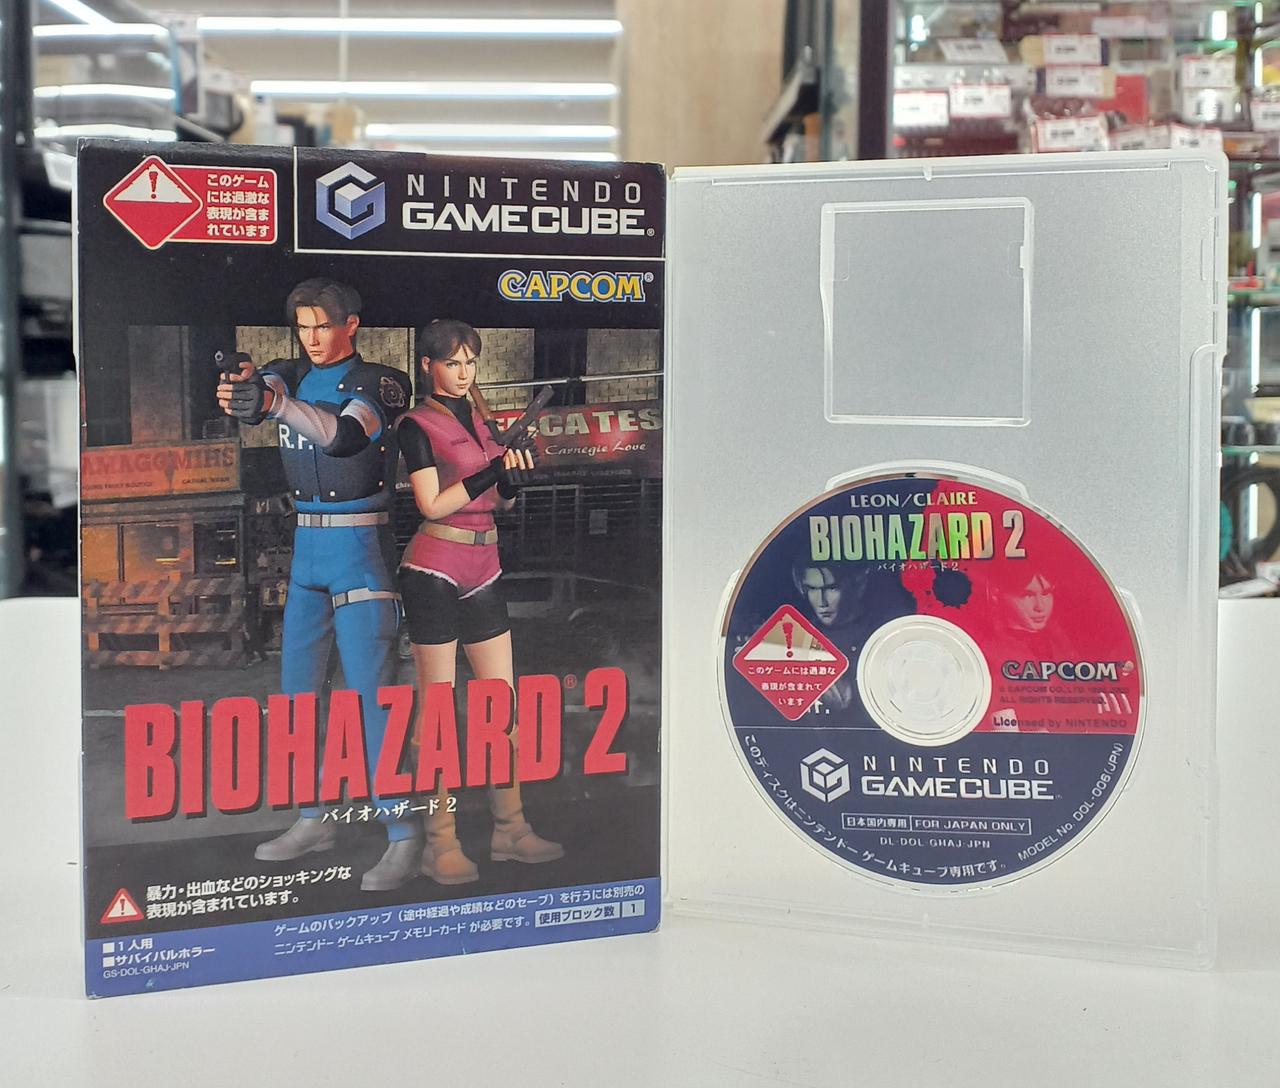 このゲーム
には過激な
表現が含ま
れています
NINTENDO
GAMECUBE®
CAPCOM®
R.P.
AMAGGMIHS
CATES
Carnegie Love
BIOHAZARD® 2
バイオハザード 2
暴力・出血などのショッキングな
表現が含まれています。
■1人用
■サバイバルホラー
GS-DOL-GHAJ-JPN
ゲームのバックアップ(途中経過や成績などのセーブ)を行うには別売の
ニンテンドー ゲームキューブ メモリーカードが必要です。
使用ブロック数 1
LEON/CLAIRE
BIOHAZARD 2
バイオハザード2
このゲームには過激な
表現が含まれて
います
CAPCOM
ALL RIGHTS RESERVED.
Licensed by NINTENDO
NINTENDO
GAMECUBE
日本国内専用 FOR JAPAN ONLY
DL-DOL-GHAJ-JPN
このディスクはニンテンドー ゲームキューブ専用です。
MODEL No. DOL-006(JPN)